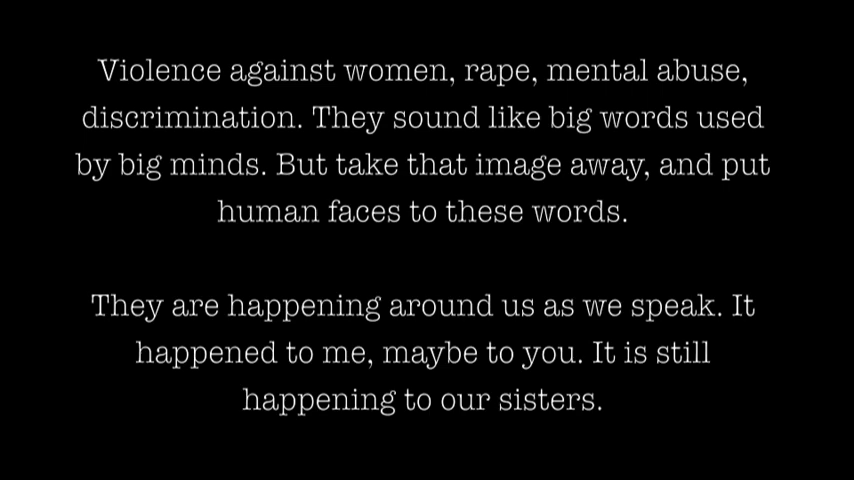 Violence against women, rape, mental abuse,
discrimination. They sound like big words used
by big minds. But take that image away, and put
human faces to these words.
They are happening around us as we speak. It
happened to me, maybe to you. It is still
happening to our sisters.